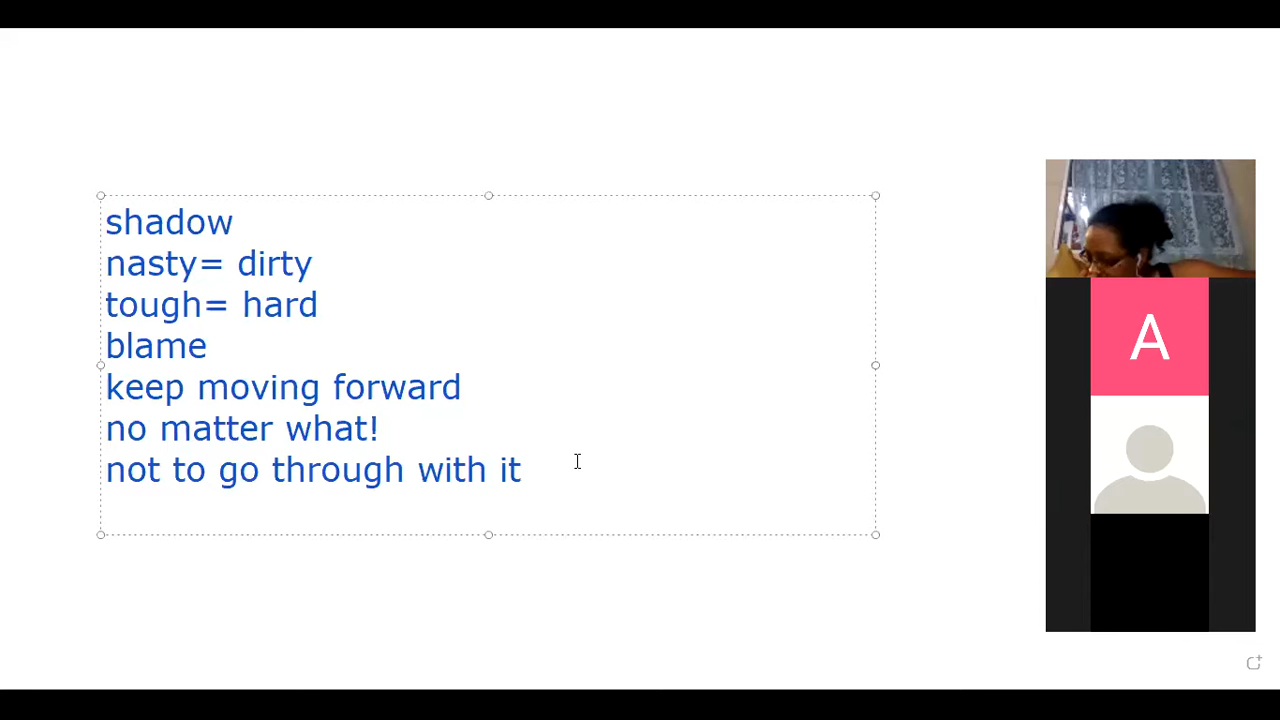 shadow
nasty= dirty
tough= hard
blame
keep moving forward
no matter what!
not to go through with it
A